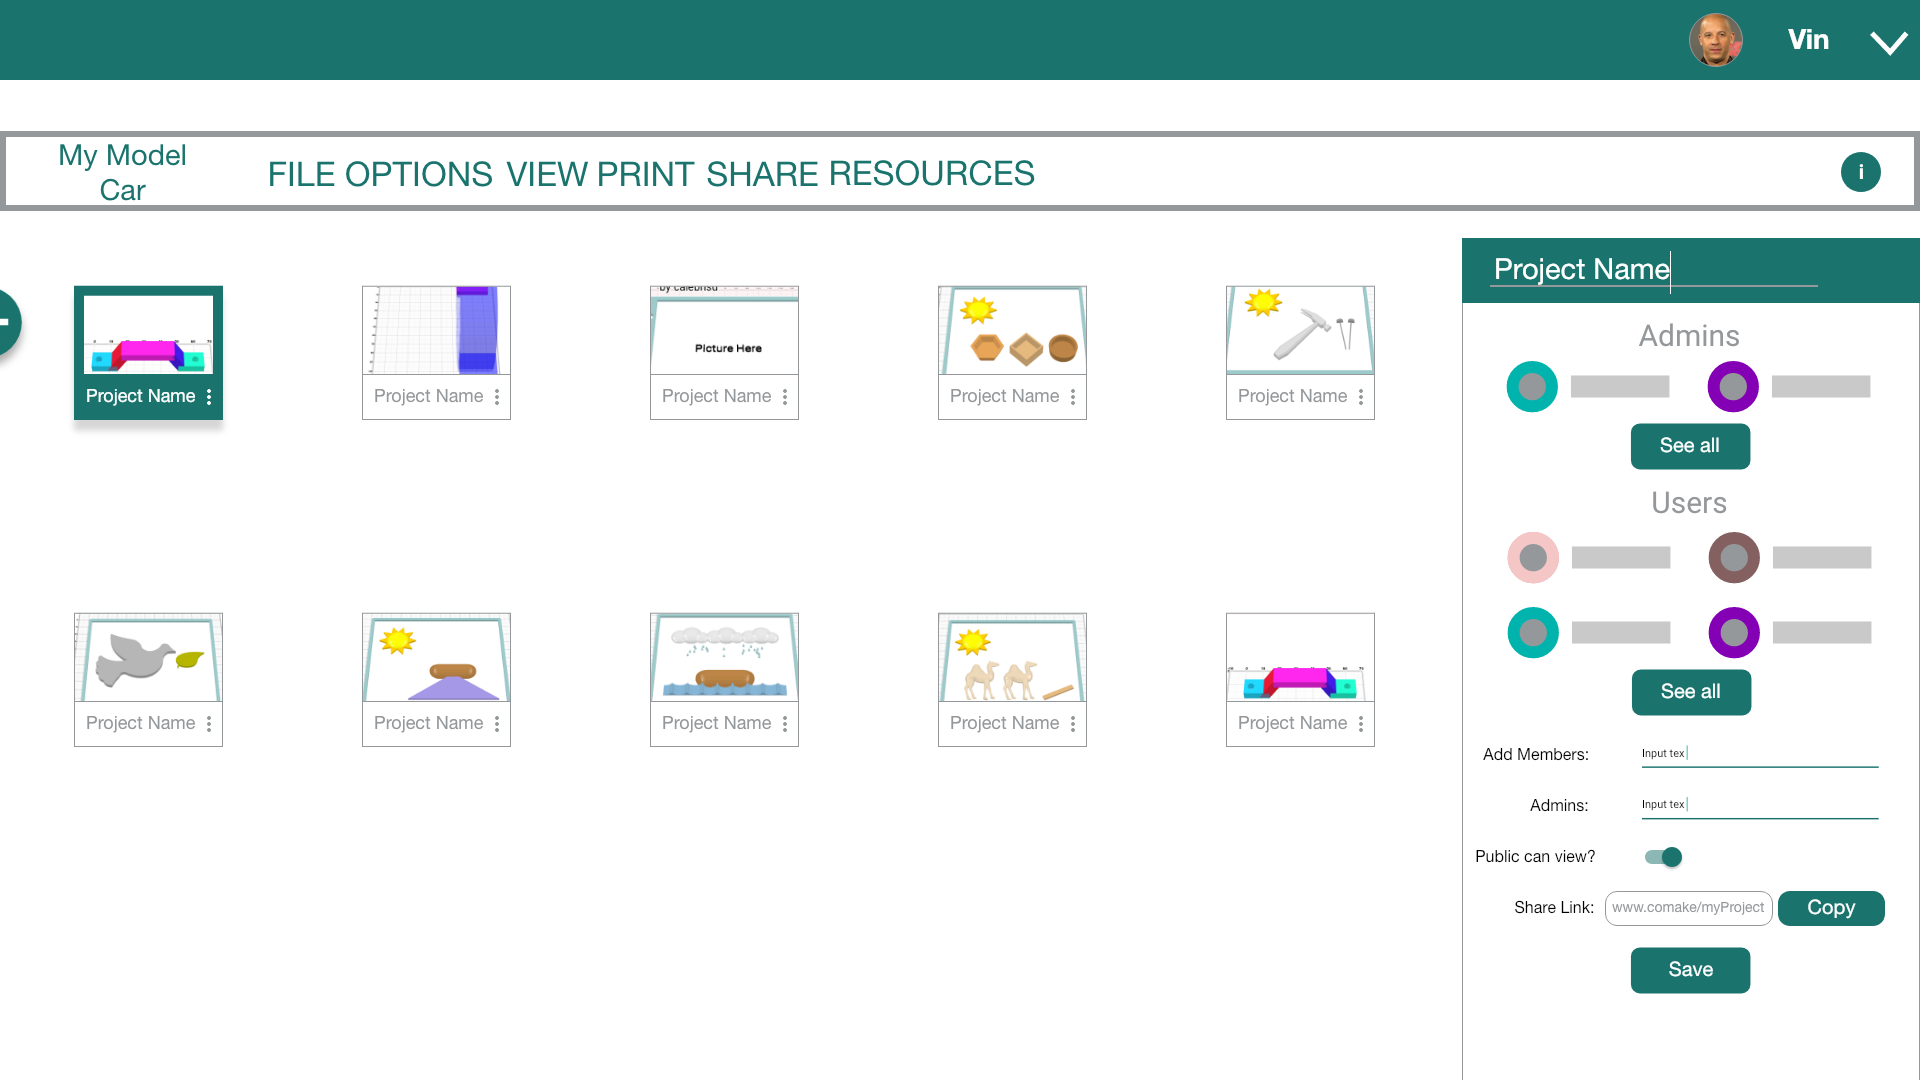 Vin
My Model
Car
FILE OPTIONS VIEW PRINT SHARE RESOURCES
i
Project Name
by calebrisu
Picture Here
Project Name
Project Name
Project Name
Project Name
Project Name
Project Name
Project Name
Project Name
Project Name
Project Name
Admins
See all
Users
See all
Add Members: Input tex
Admins: Input tex
Public can view?
Share Link: www.comake/myProject Copy
Save